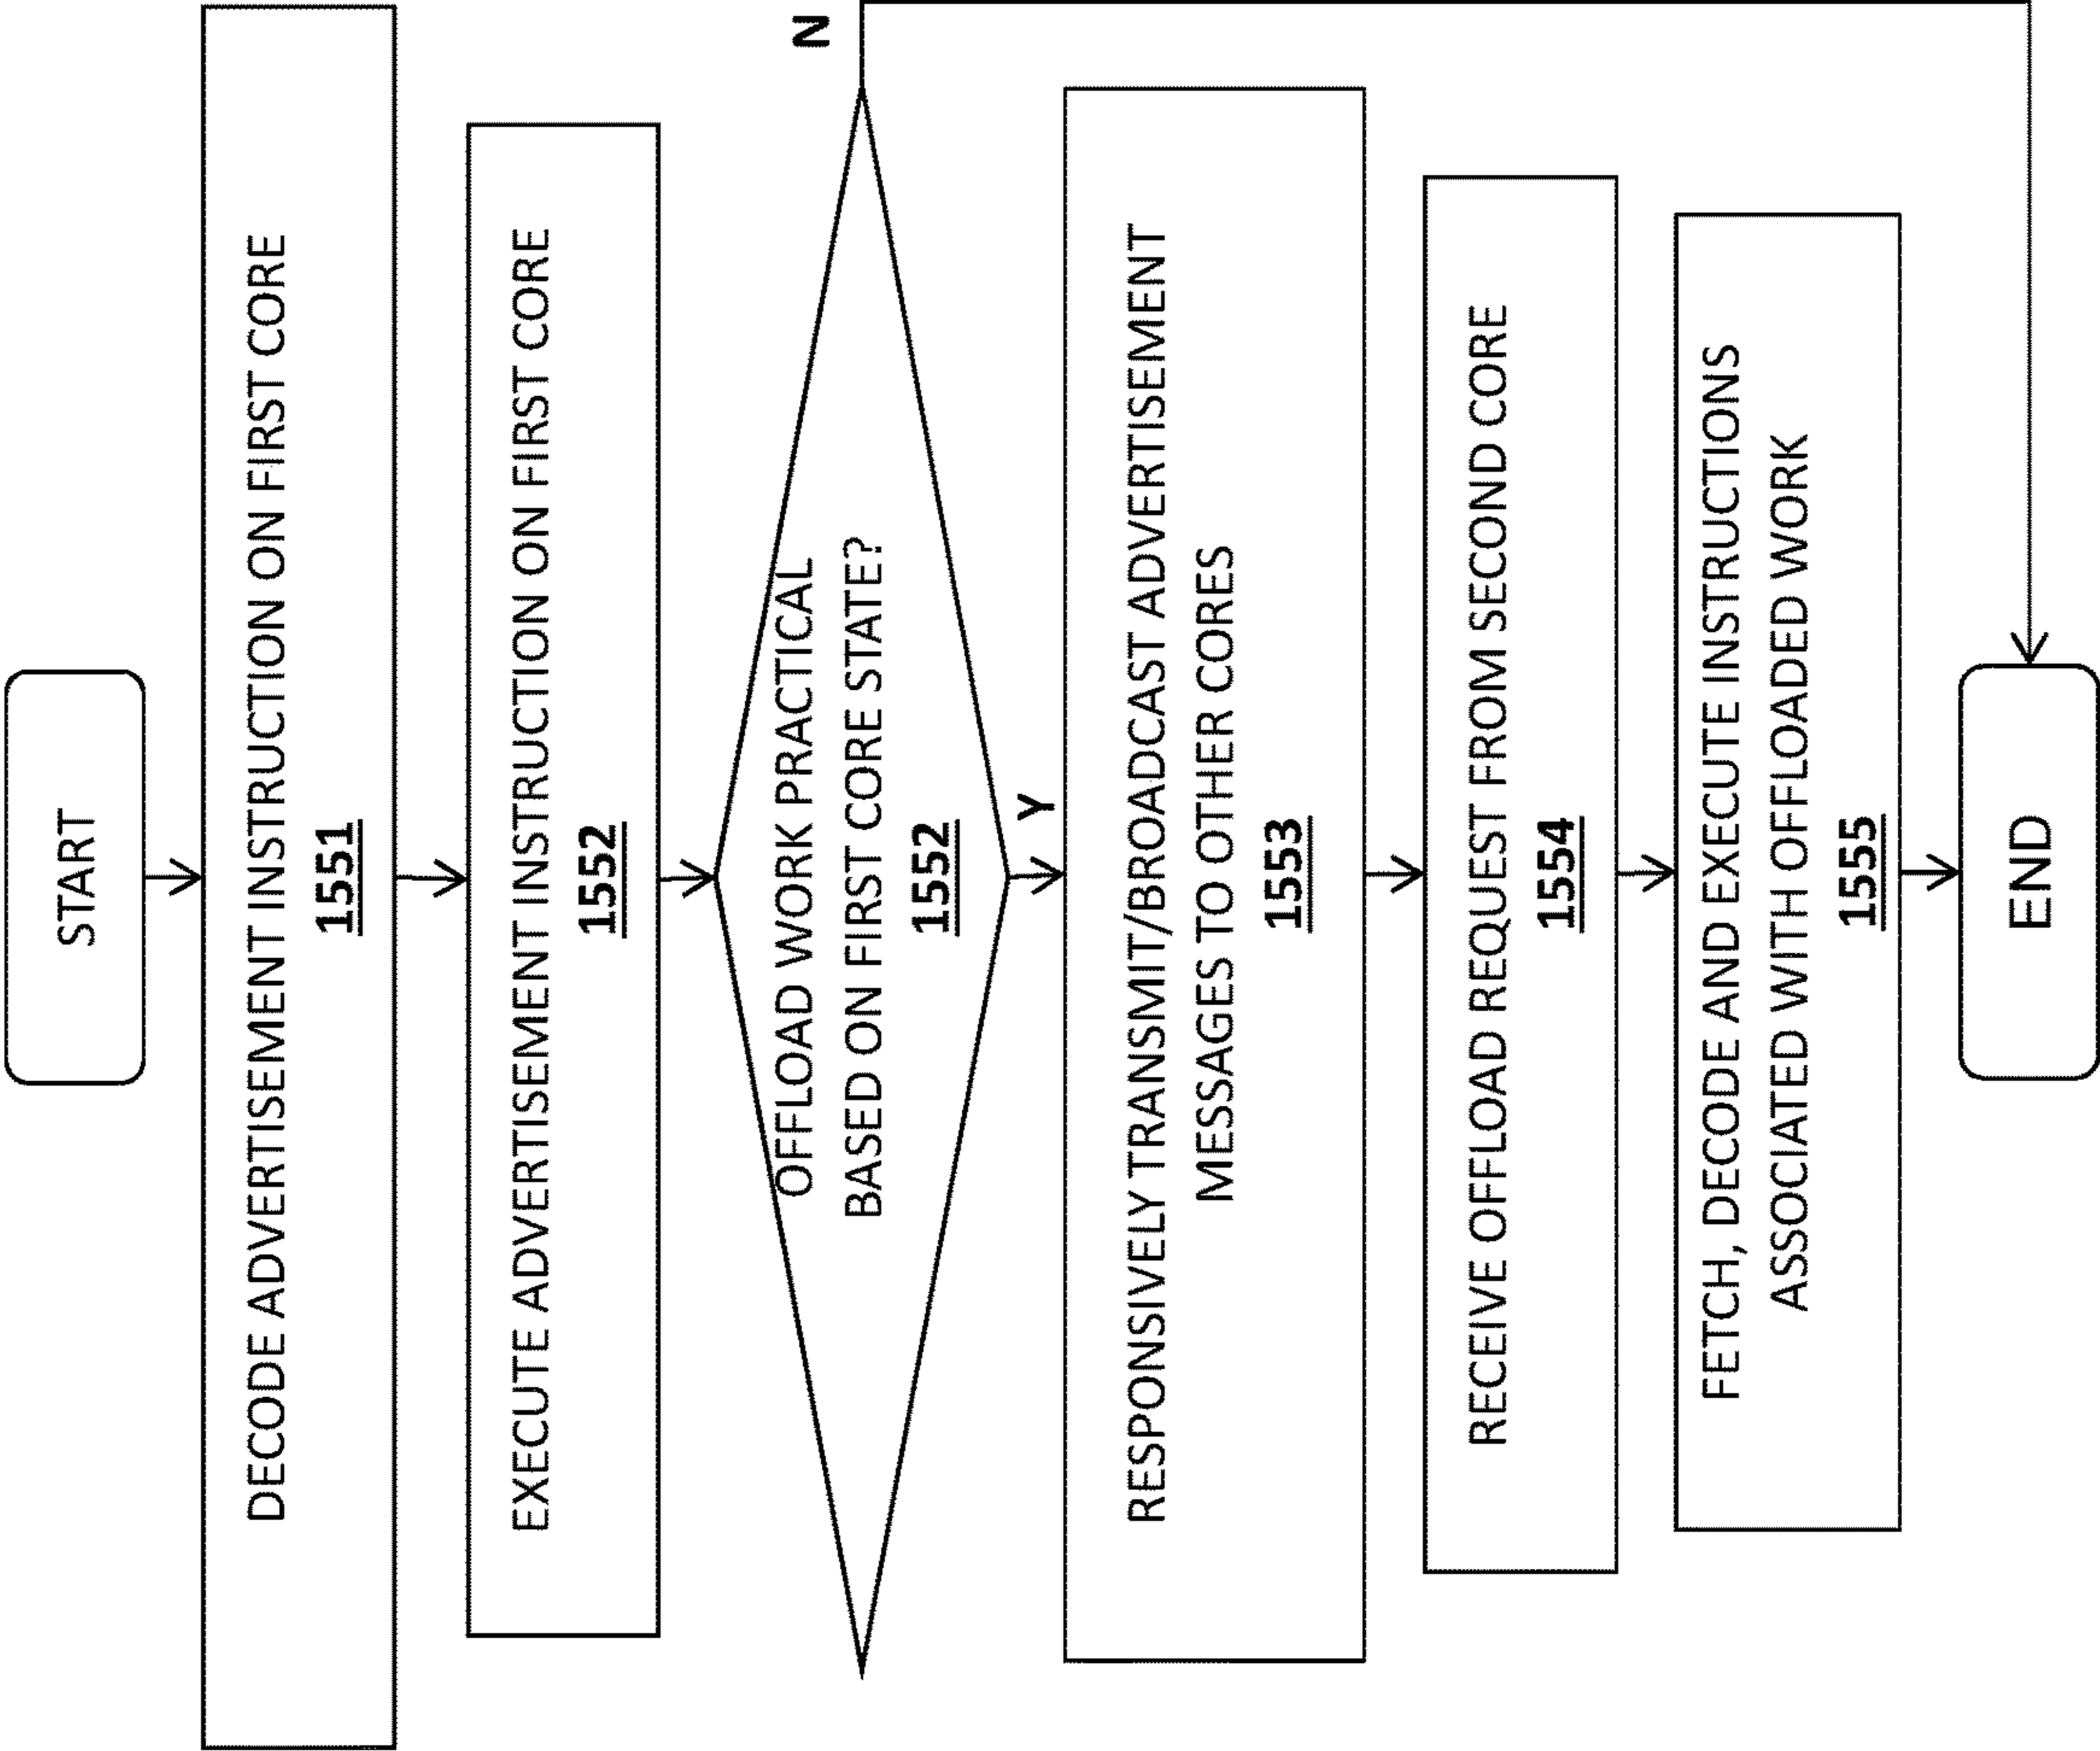 START
DECODE ADVERTISEMENT INSTRUCTION ON FIRST CORE
1551
EXECUTE ADVERTISEMENT INSTRUCTION ON FIRST CORE
1552
OFFLOAD WORK PRACTICAL
BASED ON FIRST CORE STATE?
1552
N
Y
RESPONSIVELY TRANSMIT/BROADCAST ADVERTISEMENT
MESSAGES TO OTHER CORES
1553
RECEIVE OFFLOAD REQUEST FROM SECOND CORE
1554
FETCH, DECODE AND EXECUTE INSTRUCTIONS
ASSOCIATED WITH OFFLOADED WORK
1555
END